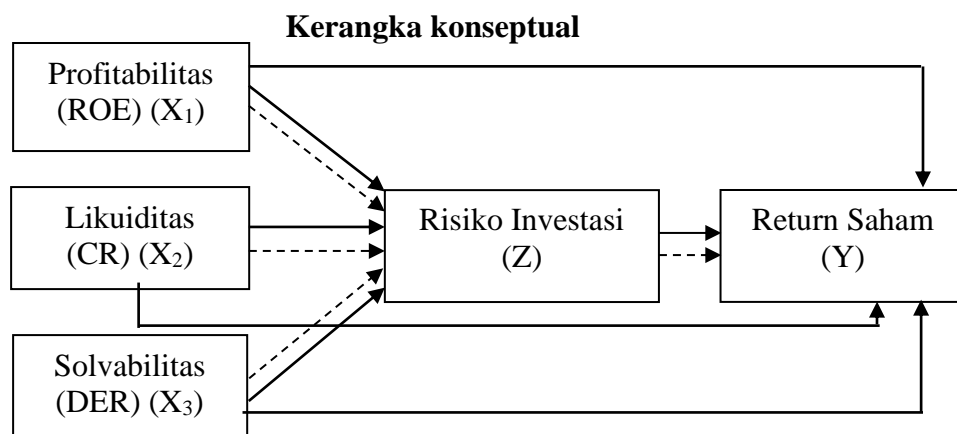 Kerangka konseptual
Profitabilitas
(ROE) (X₁)
Likuiditas
(CR) (X₂)
Solvabilitas
(DER) (X₃)
Risiko Investasi
(Z)
Return Saham
(Y)